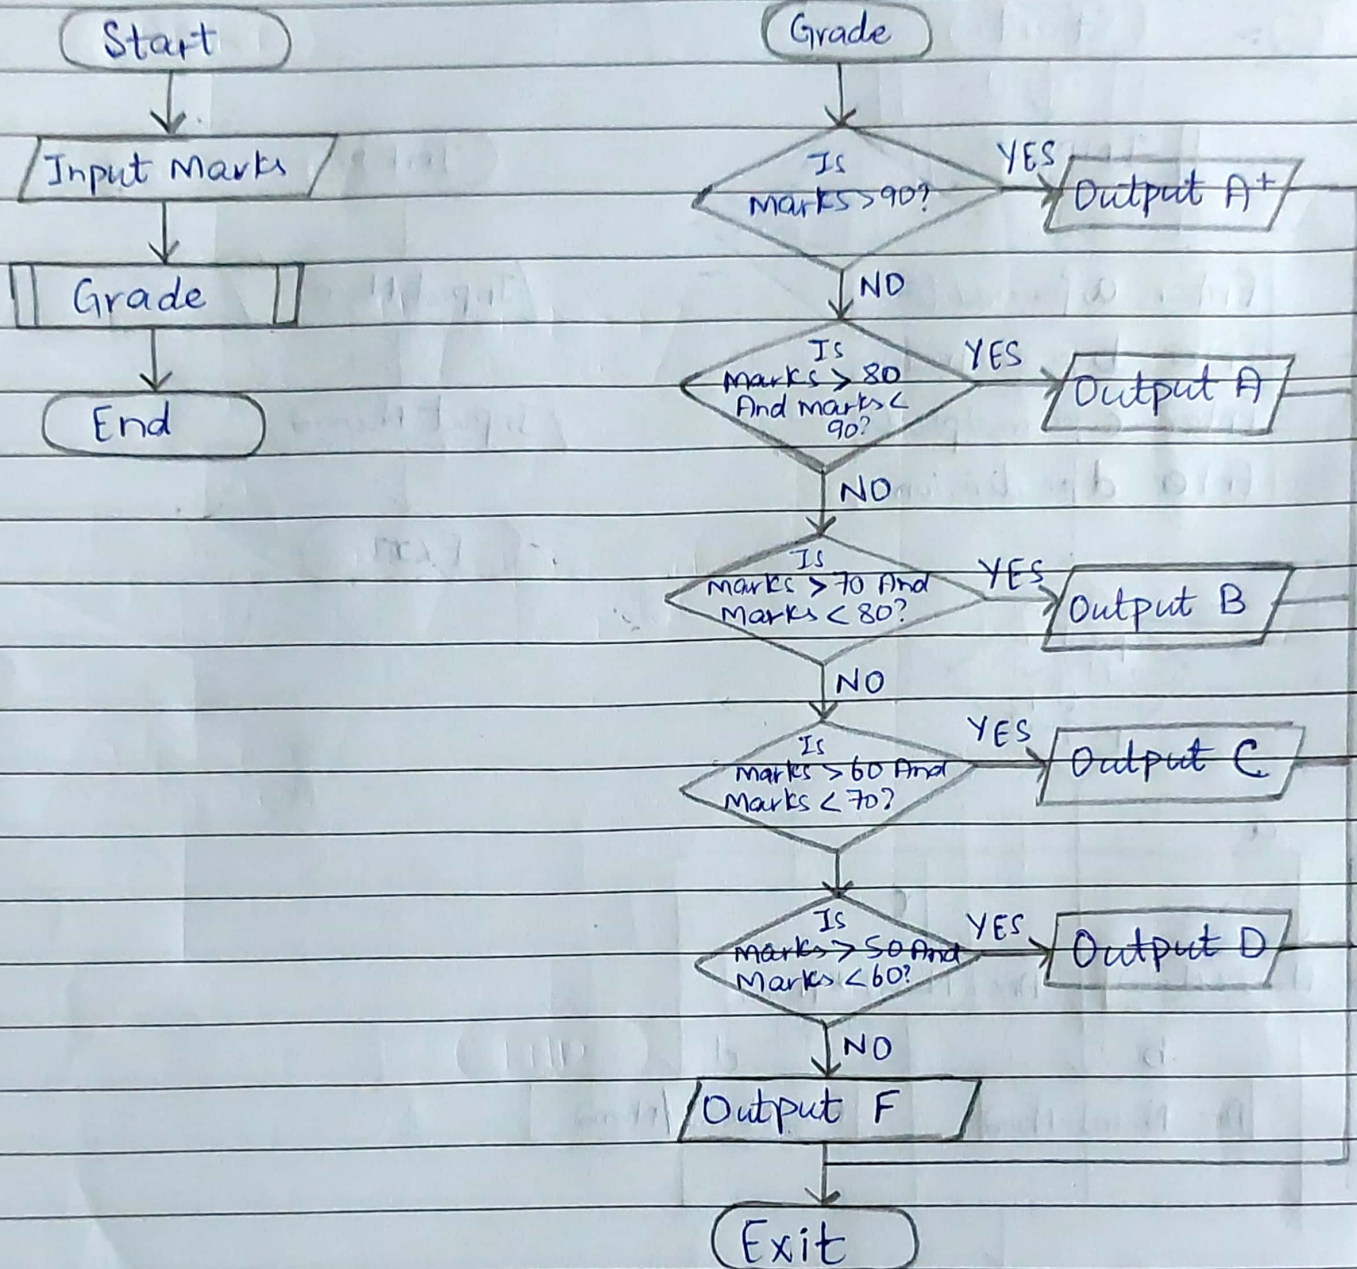 Start
Input Marks
Grade
End
Grade
Is
Marks>90?
YES
Output A+
NO
Is
Marks > 80
And marks <
90?
YES
Output A
NO
Is
Marks > 70 And
Marks < 80?
YES
Output B
NO
Is
Marks >60 And
Marks < 70?
YES
Output C
Is
Marks > 50 And
Marks <60?
YES
Output D
NO
Output F
Exit